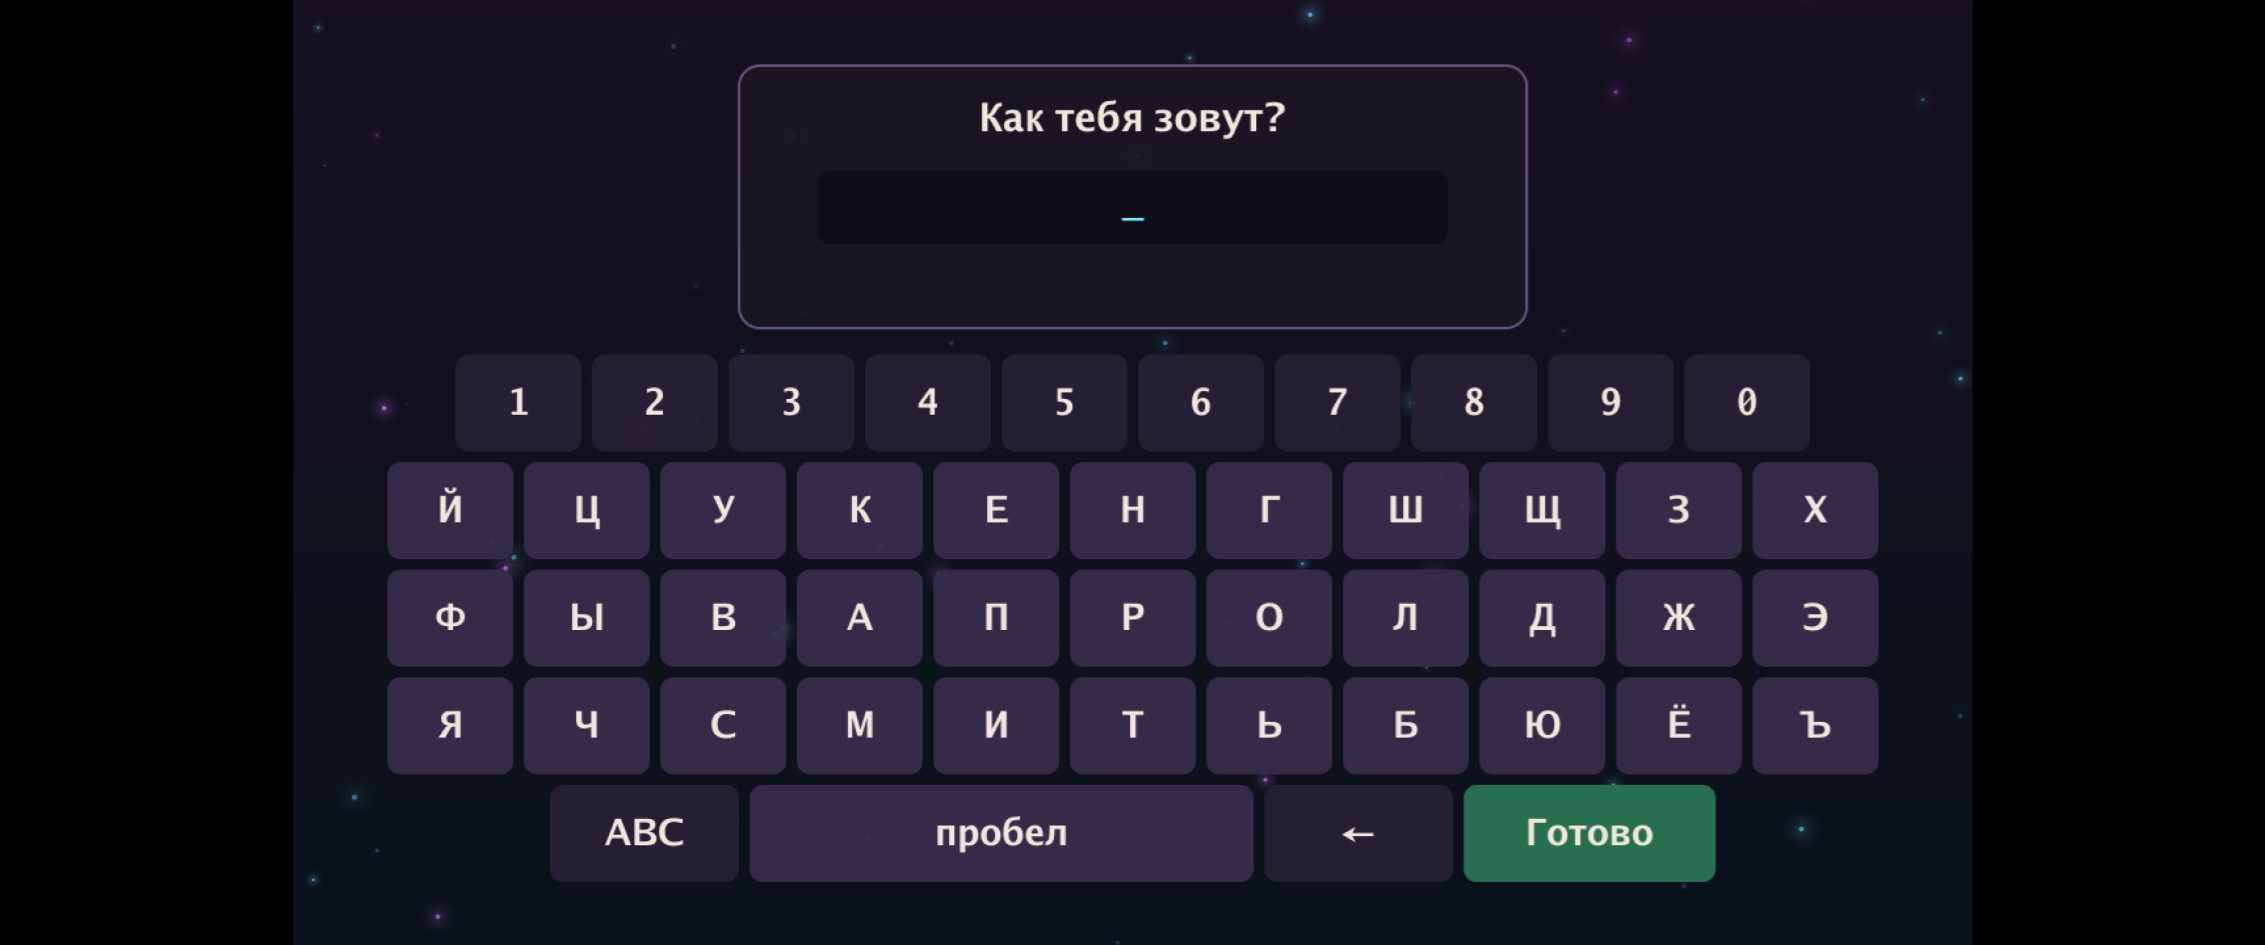 Как тебя зовут?
_
1 2 3 4 5 6 7 8 9 0
Й Ц У К Е Н Г Ш Щ З Х
Ф Ы В А П Р О Л Д Ж Э
Я Ч С М И Т Ь Б Ю Ё Ъ
ABC пробел ← Готово